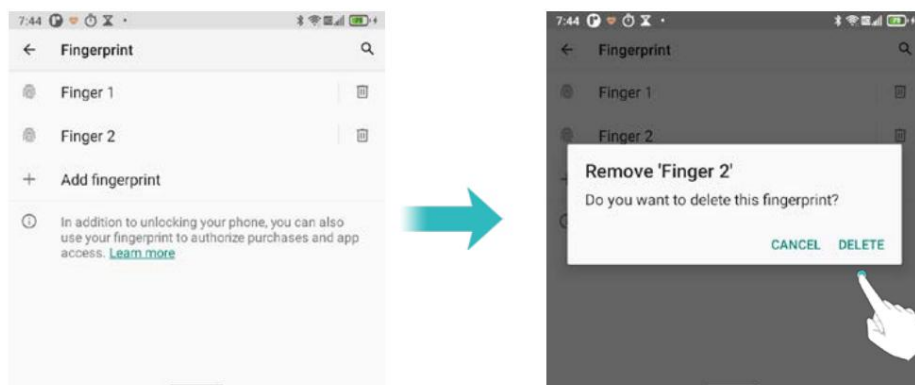 7:44
Fingerprint
Finger 1
Finger 2
Add fingerprint
In addition to unlocking your phone, you can also
use your fingerprint to authorize purchases and app
access. Learn more
7:44
Fingerprint
Finger 1
Finger 2
Remove 'Finger 2'
Do you want to delete this fingerprint?
CANCEL DELETE